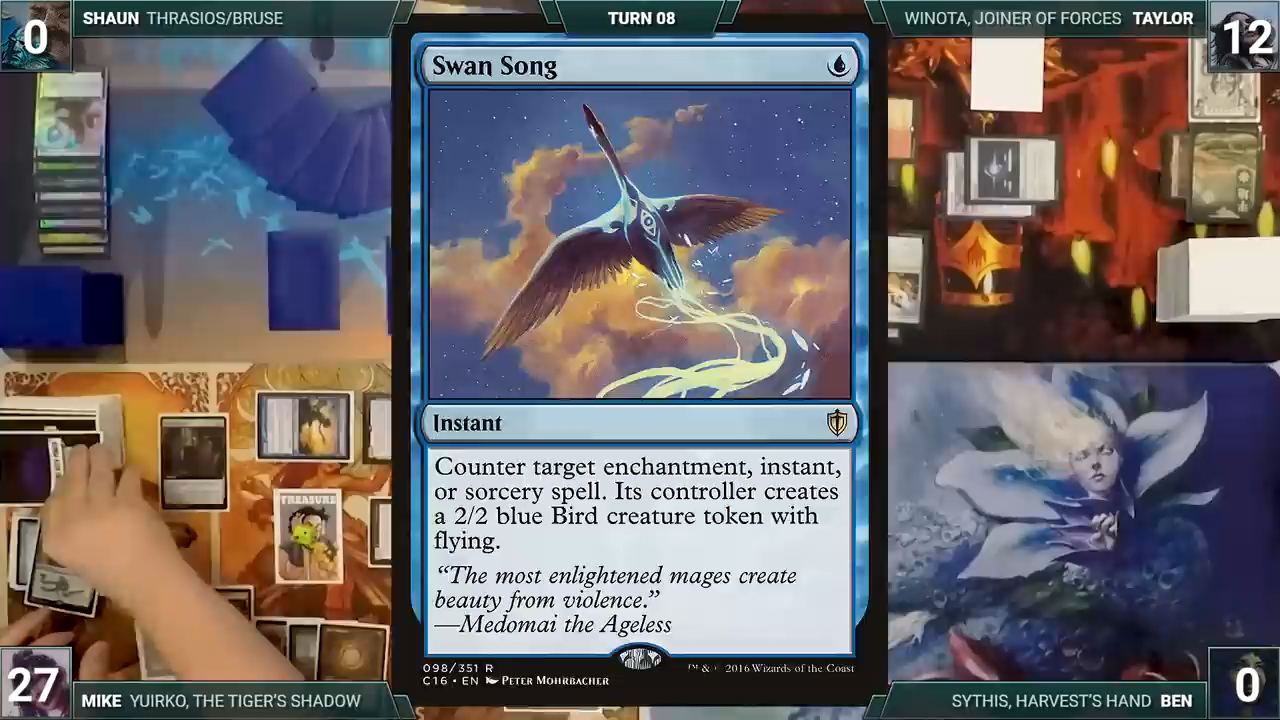 0
SHAUN THRASIOS/BRUSE
TURN 08
WINOTA, JOINER OF FORCES TAYLOR
12
Swan Song
Instant
Counter target enchantment, instant,
or sorcery spell. Its controller creates
a 2/2 blue Bird creature token with
flying.
“The most enlightened mages create
beauty from violence.”
—Medomai the Ageless
098/351 R
C16 • EN PETER MOHRBACHER
™ & © 2016 Wizards of the Coast
TREASURE
27
MIKE YUIRKO, THE TIGER'S SHADOW
SYTHIS, HARVEST'S HAND BEN
0